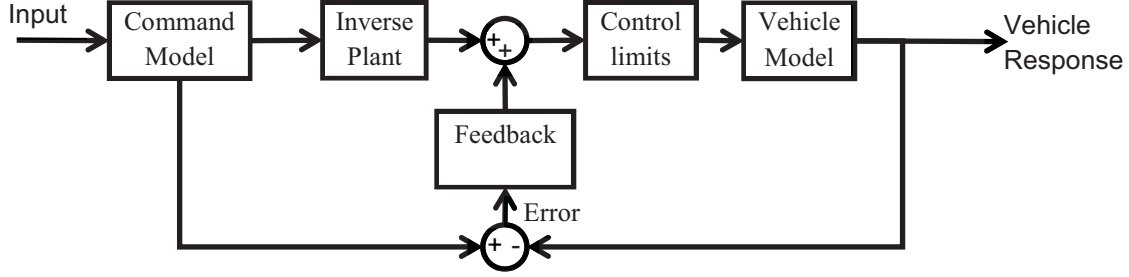 Input
Command
Model
Inverse
Plant
+
+
Control
limits
Vehicle
Model
Vehicle
Response
Feedback
Error
+ -